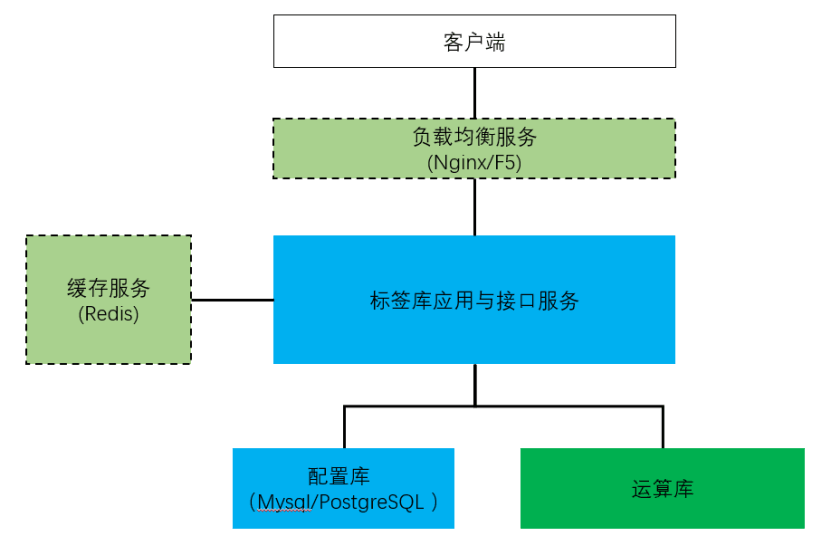 客户端
负载均衡服务
(Nginx/F5)
缓存服务
(Redis)
标签库应用与接口服务
配置库
（Mysql/PostgreSQL ）
运算库